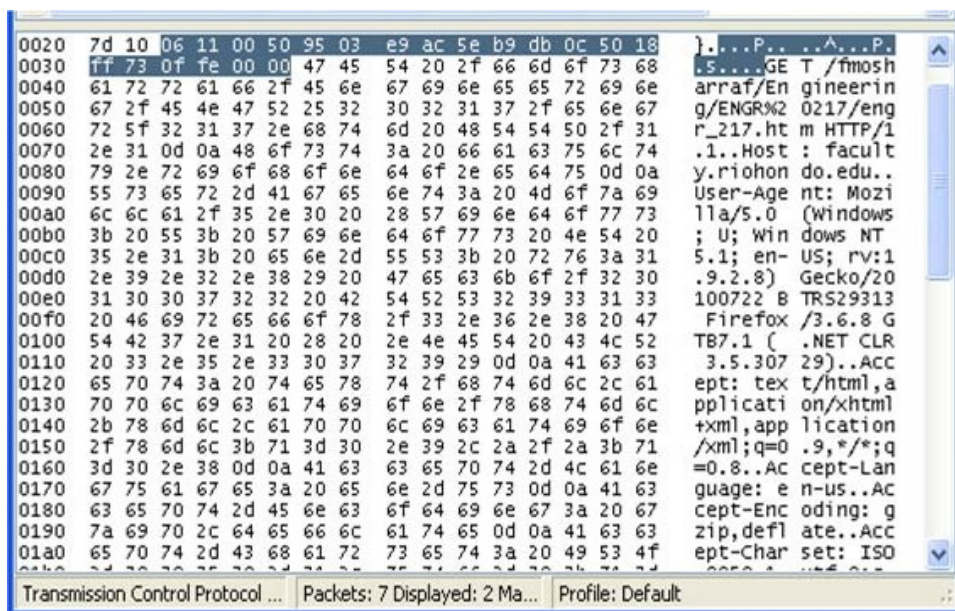 0020 7d 10 06 11 00 50 95 03 e9 ac 5e b9 db 0c 50 18 }....P.. ..^...P.
0030 ff 73 0f fe 00 00 47 45 54 20 2f 66 6d 6f 73 68 .s....GE T /fmosh
0040 61 72 72 61 66 2f 45 6e 67 69 6e 65 65 72 69 6e arraf/En gineerin
0050 67 2f 45 4e 47 52 25 32 30 32 31 37 2f 65 6e 67 g/ENGR%2 0217/eng
0060 72 5f 32 31 37 2e 68 74 6d 20 48 54 54 50 2f 31 r_217.ht m HTTP/1
0070 2e 31 0d 0a 48 6f 73 74 3a 20 66 61 63 75 6c 74 .1..Host : facult
0080 79 2e 72 69 6f 68 6f 6e 64 6f 2e 65 64 75 0d 0a y.riohon do.edu..
0090 55 73 65 72 2d 41 67 65 6e 74 3a 20 4d 6f 7a 69 User-Age nt: Mozi
00a0 6c 6c 61 2f 35 2e 30 20 28 57 69 6e 64 6f 77 73 lla/5.0 (Windows
00b0 3b 20 55 3b 20 57 69 6e 64 6f 77 73 20 4e 54 20 ; U; Win dows NT
00c0 35 2e 31 3b 20 65 6e 2d 55 53 3b 20 72 76 3a 31 5.1; en- US; rv:1
00d0 2e 39 2e 32 2e 38 29 20 47 65 63 6b 6f 2f 32 30 .9.2.8) Gecko/20
00e0 31 30 30 37 32 32 20 42 54 52 53 32 39 33 31 33 100722 B TRS29313
00f0 20 46 69 72 65 66 6f 78 2f 33 2e 36 2e 38 20 47 Firefox /3.6.8 G
0100 54 42 37 2e 31 20 28 20 2e 4e 45 54 20 43 4c 52 TB7.1 ( .NET CLR
0110 20 33 2e 35 2e 33 30 37 32 39 29 0d 0a 41 63 63 3.5.307 29)..Acc
0120 65 70 74 3a 20 74 65 78 74 2f 68 74 6d 6c 2c 61 ept: tex t/html,a
0130 70 70 6c 69 63 61 74 69 6f 6e 2f 78 68 74 6d 6c pplicati on/xhtml
0140 2b 78 6d 6c 2c 61 70 70 6c 69 63 61 74 69 6f 6e +xml,app lication
0150 2f 78 6d 6c 3b 71 3d 30 2e 39 2c 2a 2f 2a 3b 71 /xml;q=0 .9,*/*;q
0160 3d 30 2e 38 0d 0a 41 63 63 65 70 74 2d 4c 61 6e =0.8..Ac cept-Lan
0170 67 75 61 67 65 3a 20 65 6e 2d 75 73 0d 0a 41 63 guage: e n-us..Ac
0180 63 65 70 74 2d 45 6e 63 6f 64 69 6e 67 3a 20 67 cept-Enc oding: g
0190 7a 69 70 2c 64 65 66 6c 61 74 65 0d 0a 41 63 63 zip,defl ate..Acc
01a0 65 70 74 2d 43 68 61 72 73 65 74 3a 20 49 53 4f ept-Char set: ISO
Transmission Control Protocol ... Packets: 7 Displayed: 2 Ma... Profile: Default